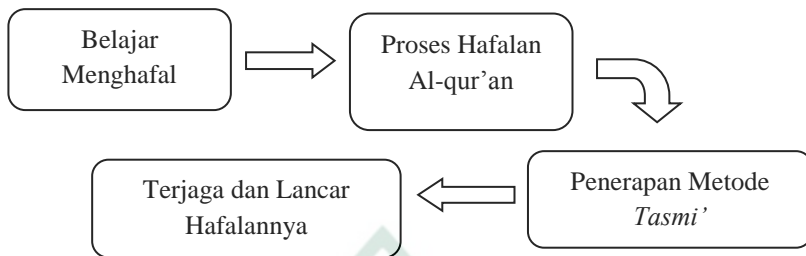 Belajar
Menghafal
Proses Hafalan
Al-qur’an
Penerapan Metode
Tasmi’
Terjaga dan Lancar
Hafalannya